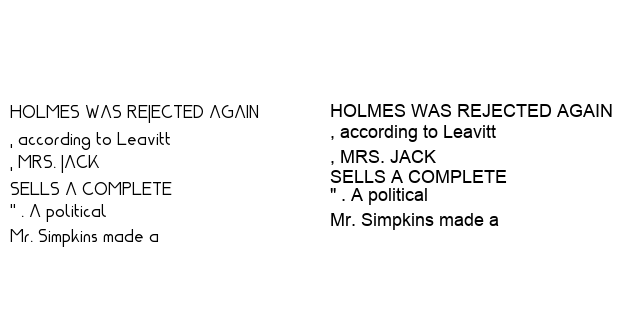 HOLMES WAS REJECTED AGAIN
, according to Leavitt
, MRS. JACK
SELLS A COMPLETE
" . A political
Mr. Simpkins made a
HOLMES WAS REJECTED AGAIN
, according to Leavitt
, MRS. JACK
SELLS A COMPLETE
" . A political
Mr. Simpkins made a